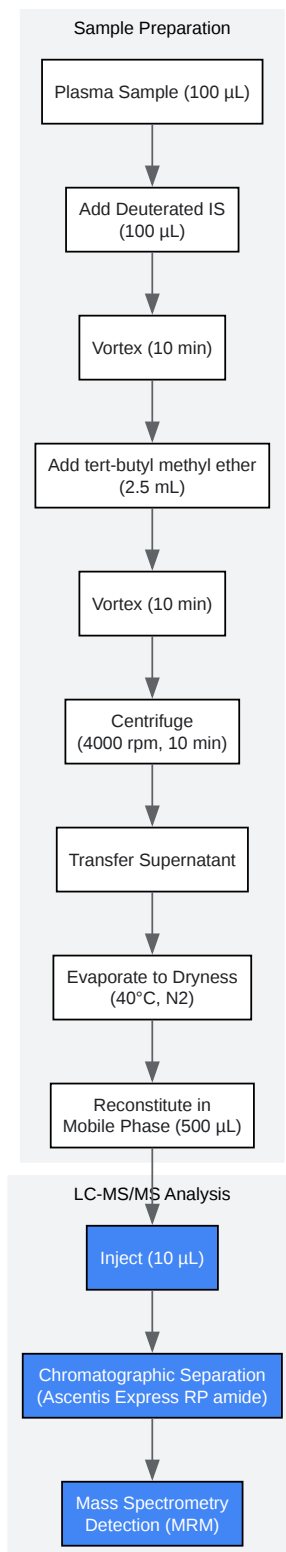 Sample Preparation
Plasma Sample (100 µL)
Add Deuterated IS
(100 µL)
Vortex (10 min)
Add tert-butyl methyl ether
(2.5 mL)
Vortex (10 min)
Centrifuge
(4000 rpm, 10 min)
Transfer Supernatant
Evaporate to Dryness
(40°C, N2)
Reconstitute in
Mobile Phase (500 µL)
LC-MS/MS Analysis
Inject (10 µL)
Chromatographic Separation
(Ascentis Express RP amide)
Mass Spectrometry
Detection (MRM)